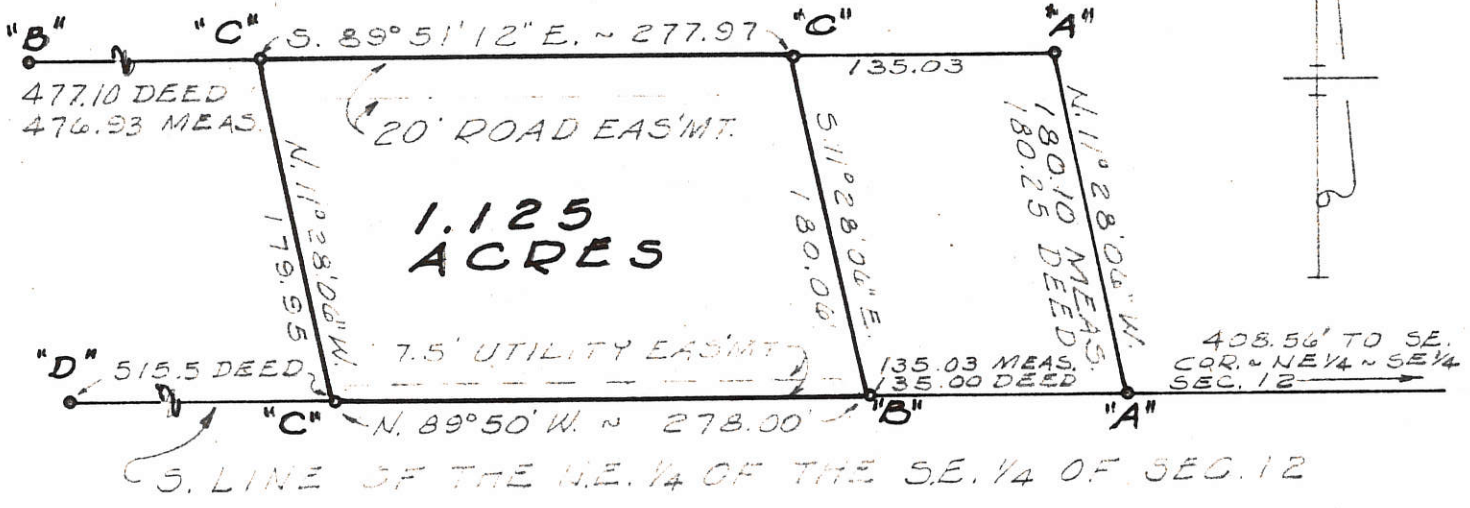 "B"
"C"
S. 89°51'12" E. ~ 277.97
"C"
"A"
477.10 DEED
476.93 MEAS.
135.03
20' ROAD EAS'MT.
N. 11°28'06" W.
179.95
1.125
ACRES
S. 11°28'06" E.
180.06'
N. 11°28'06" W.
180.10 MEAS.
180.25 DEED
"D"
515.5 DEED
7.5' UTILITY EAS'MT
135.03 MEAS.
135.00 DEED
408.56' TO SE.
COR. ~ NE 1/4 ~ SE 1/4
SEC. 12
"C"
N. 89°50' W. ~ 278.00'
"B"
"A"
S. LINE OF THE N.E. 1/4 OF THE S.E. 1/4 OF SEC. 12